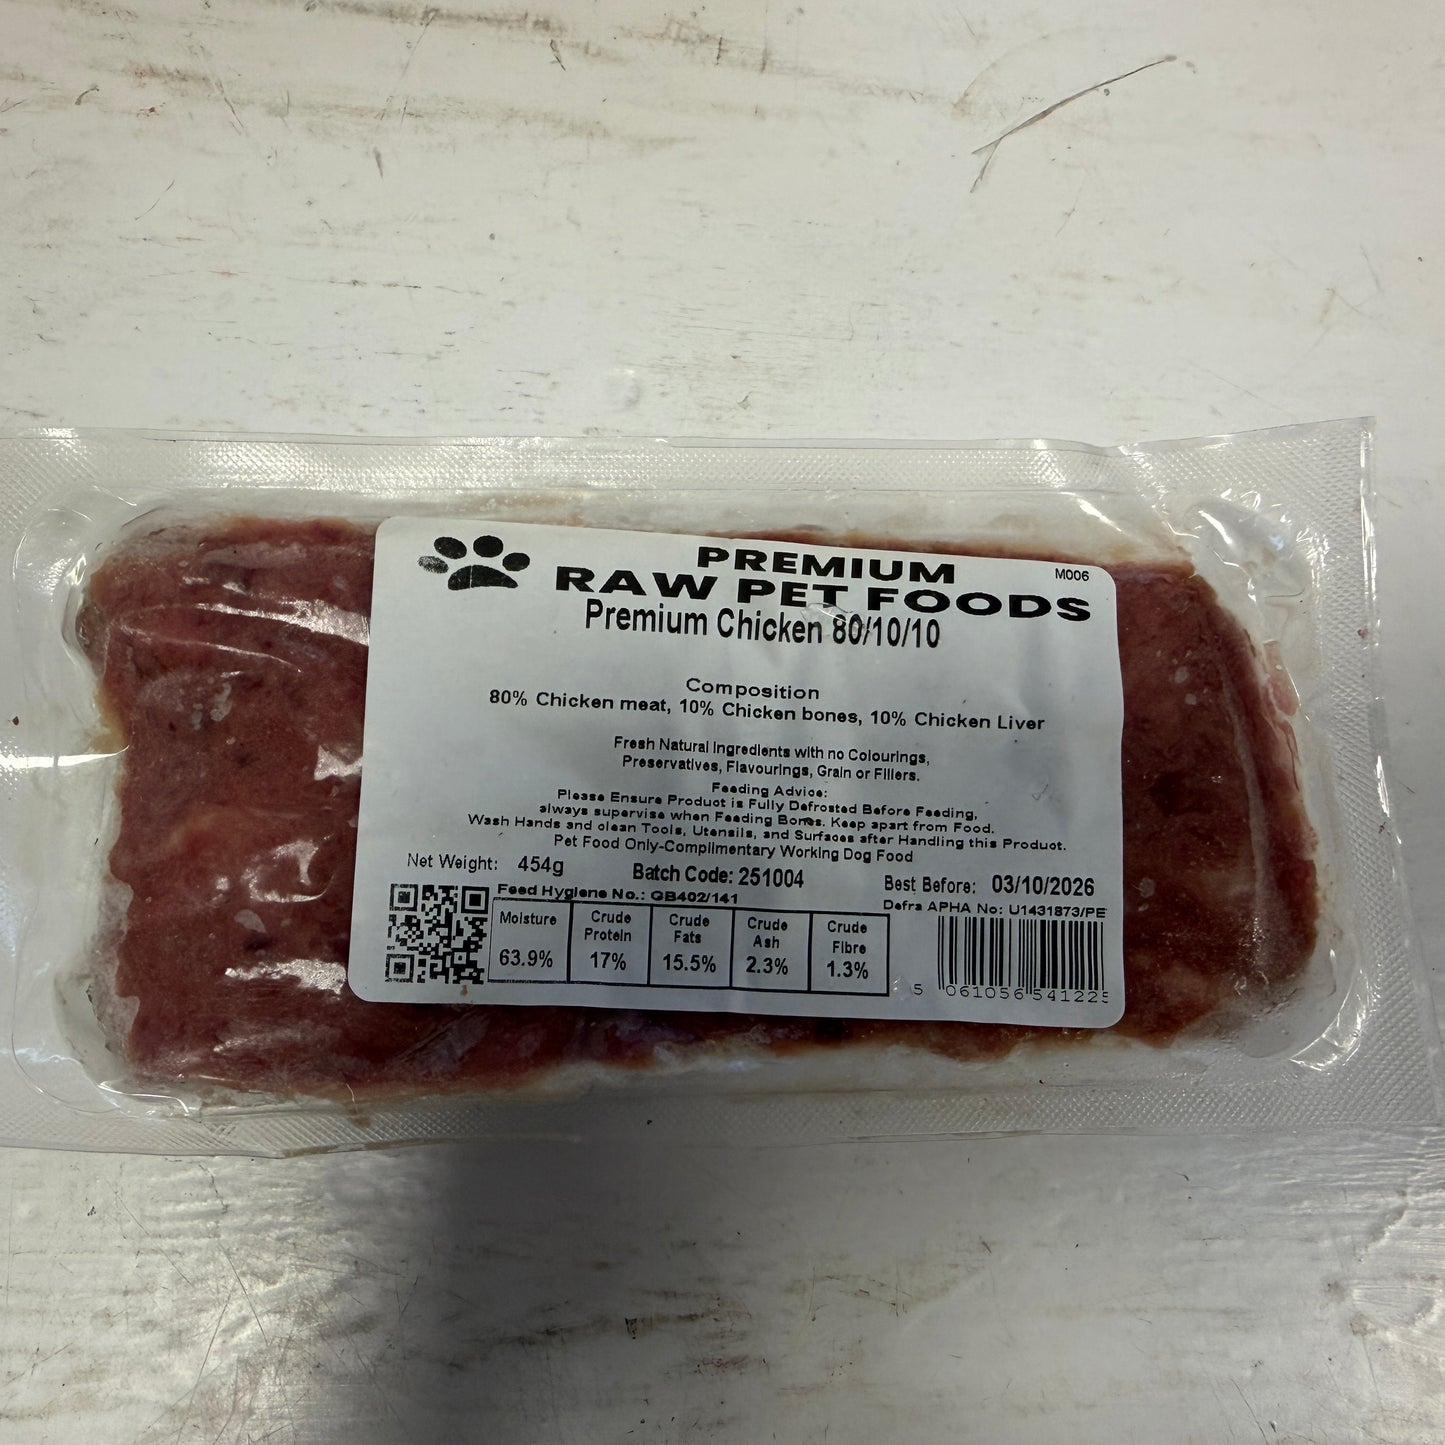 PREMIUM
M006
RAW PET FOODS
Premium Chicken 80/10/10
Composition
80% Chicken meat, 10% Chicken bones, 10% Chicken Liver
Fresh Natural Ingredients with no Colourings,
Preservatives, Flavourings, Grain or Fillers.
Feeding Advice:
Please Ensure Product is Fully Defrosted Before Feeding,
always supervise when Feeding Bones. Keep apart from Food.
Wash Hands and clean Tools, Utensils, and Surfaces after Handling this Product.
Pet Food Only-Complimentary Working Dog Food
Net Weight: 454g
Batch Code: 251004
Best Before: 03/10/2026
Feed Hygiene No.: GB402/141
Defra APHA No: U1431873/PE
Moisture Crude Protein Crude Fats Crude Ash Crude Fibre
63.9% 17% 15.5% 2.3% 1.3%
5 061056 541225